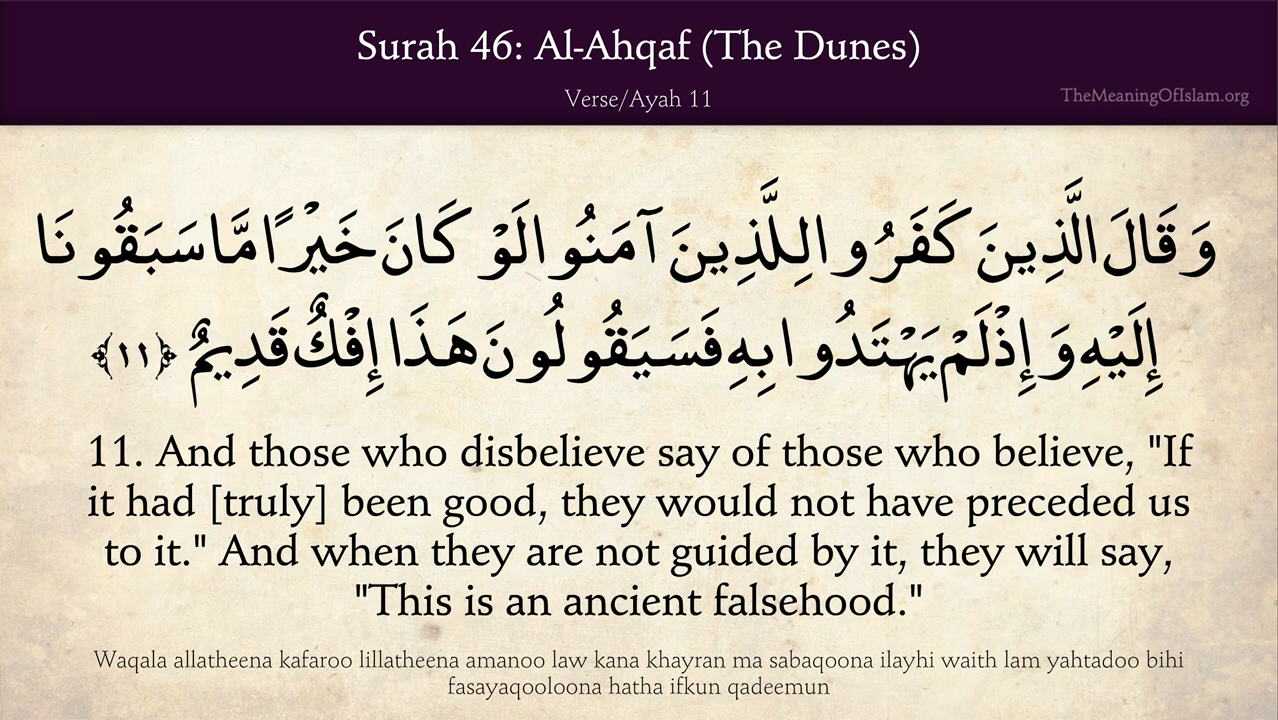 Surah 46: Al-Ahqaf (The Dunes)
Verse/Ayah 11
TheMeaningOfIslam.org
وَقَالَ الَّذِينَ كَفَرُوا لِلَّذِينَ آمَنُوا لَوْ كَانَ خَيْرًا مَّا سَبَقُونَا
إِلَيْهِ وَإِذْ لَمْ يَهْتَدُوا بِهِ فَسَيَقُولُونَ هَذَا إِفْكٌ قَدِيمٌ ﴿١١﴾
11. And those who disbelieve say of those who believe, "If
it had [truly] been good, they would not have preceded us
to it." And when they are not guided by it, they will say,
"This is an ancient falsehood."
Waqala allatheena kafaroo lillatheena amanoo law kana khayran ma sabaqoona ilayhi waith lam yahtadoo bihi
fasayaqooloona hatha ifkun qadeemun